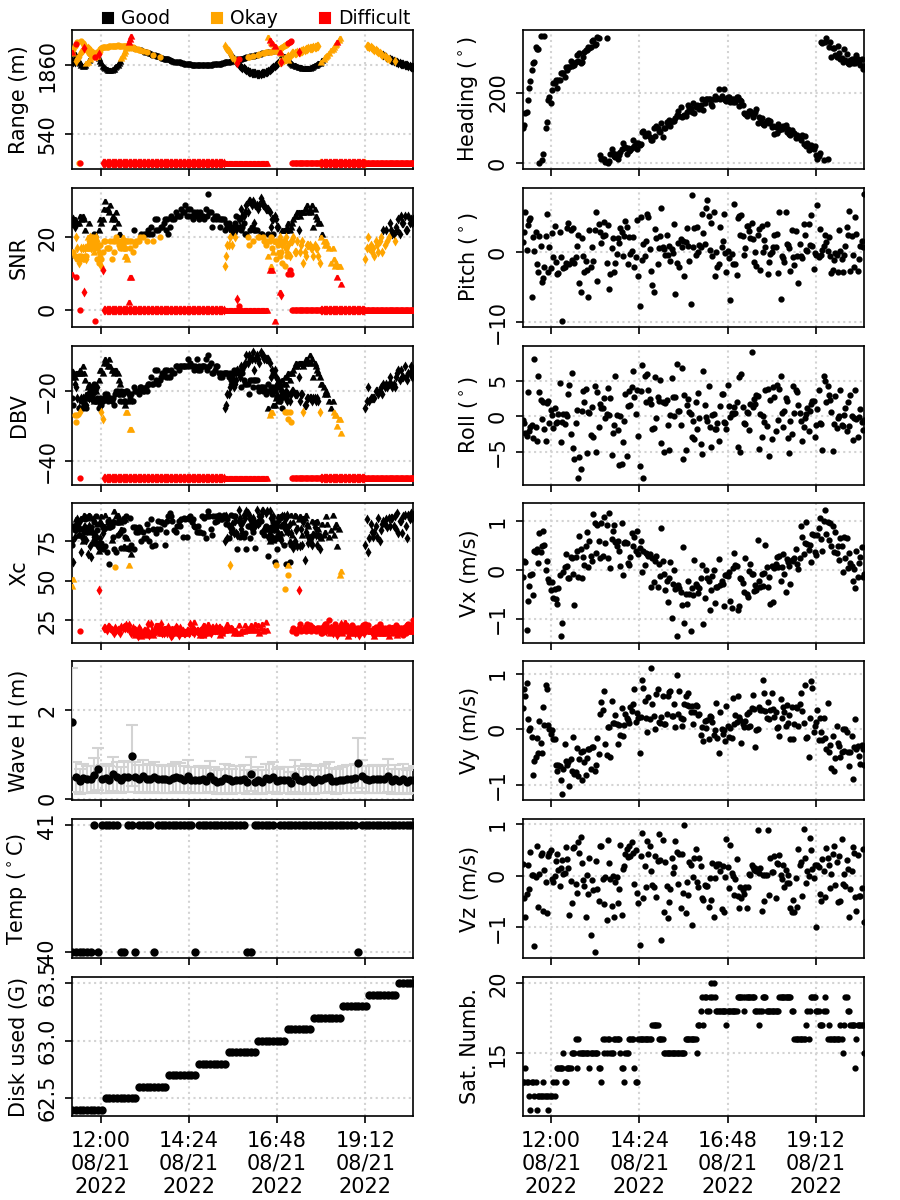 Good Okay Difficult
Range (m)
1860
540
Heading (°)
200
0
SNR
20
0
Pitch (°)
0
−10
DBV
−20
−40
Roll (°)
5
0
−5
Xc
75
50
25
Vx (m/s)
1
0
−1
Wave H (m)
2
0
Vy (m/s)
1
0
−1
Temp (°C)
41
40
Vz (m/s)
1
0
−1
Disk used (G)
63.5
63.0
62.5
Sat. Numb.
20
15
12:00 14:24 16:48 19:12
08/21 08/21 08/21 08/21
2022 2022 2022 2022
12:00 14:24 16:48 19:12
08/21 08/21 08/21 08/21
2022 2022 2022 2022